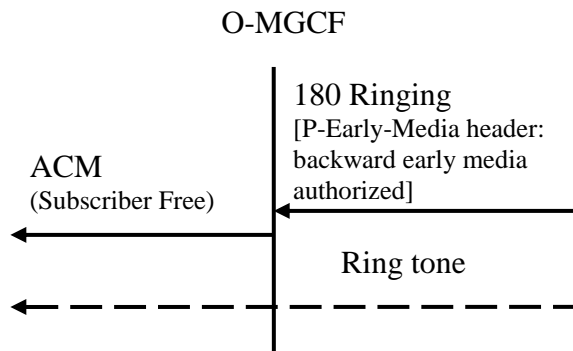 O-MGCF
180 Ringing
[P-Early-Media header:
backward early media
authorized]
ACM
(Subscriber Free)
Ring tone